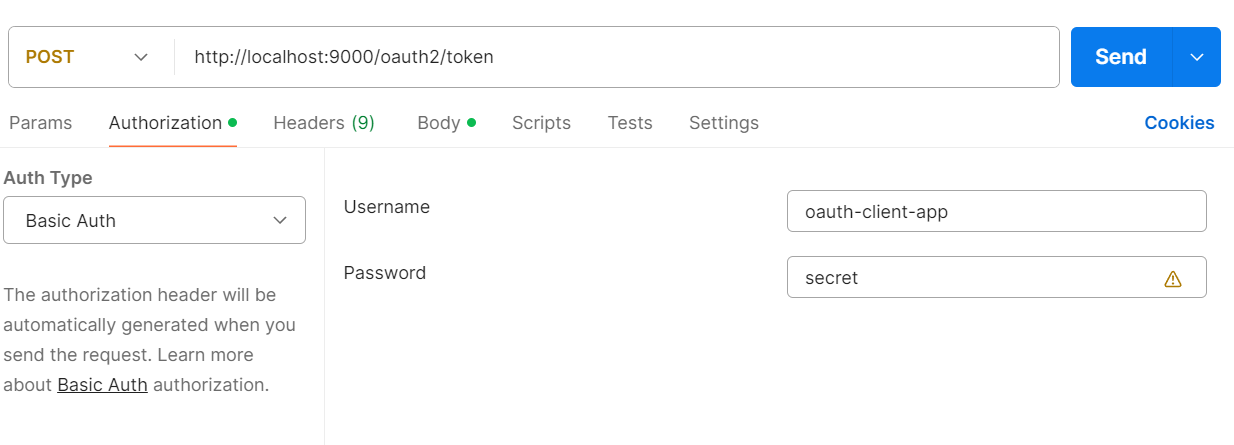 POST http://localhost:9000/oauth2/token Send
Params Authorization Headers (9) Body Scripts Tests Settings Cookies
Auth Type
Basic Auth
The authorization header will be
automatically generated when you
send the request. Learn more
about Basic Auth authorization.
Username oauth-client-app
Password secret